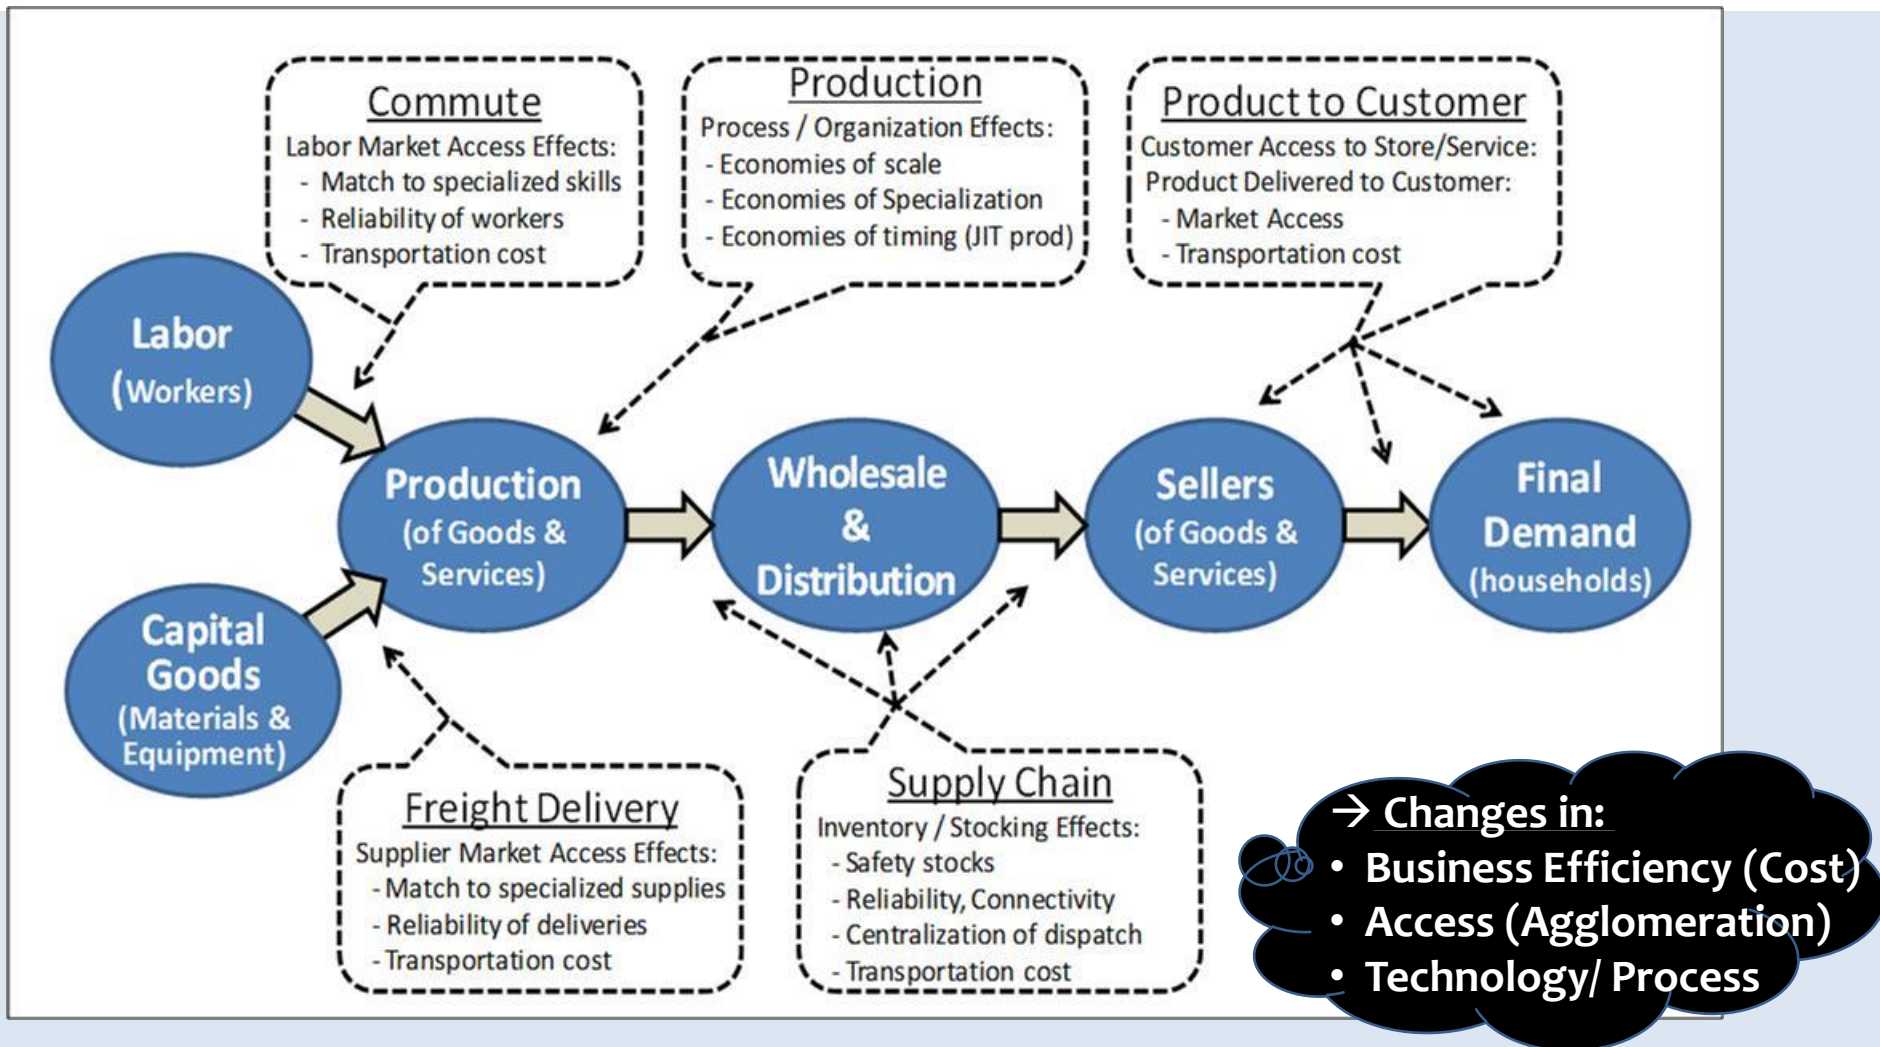 Commute
Labor Market Access Effects:
- Match to specialized skills
- Reliability of workers
- Transportation cost
Production
Process / Organization Effects:
- Economies of scale
- Economies of Specialization
- Economies of timing (JIT prod)
Product to Customer
Customer Access to Store/Service:
Product Delivered to Customer:
- Market Access
- Transportation cost
Labor
(Workers)
Capital
Goods
(Materials &
Equipment)
Production
(of Goods &
Services)
Wholesale
&
Distribution
Sellers
(of Goods &
Services)
Final
Demand
(households)
Freight Delivery
Supplier Market Access Effects:
- Match to specialized supplies
- Reliability of deliveries
- Transportation cost
Supply Chain
Inventory / Stocking Effects:
- Safety stocks
- Reliability, Connectivity
- Centralization of dispatch
- Transportation cost
→ Changes in:
• Business Efficiency (Cost)
• Access (Agglomeration)
• Technology/ Process